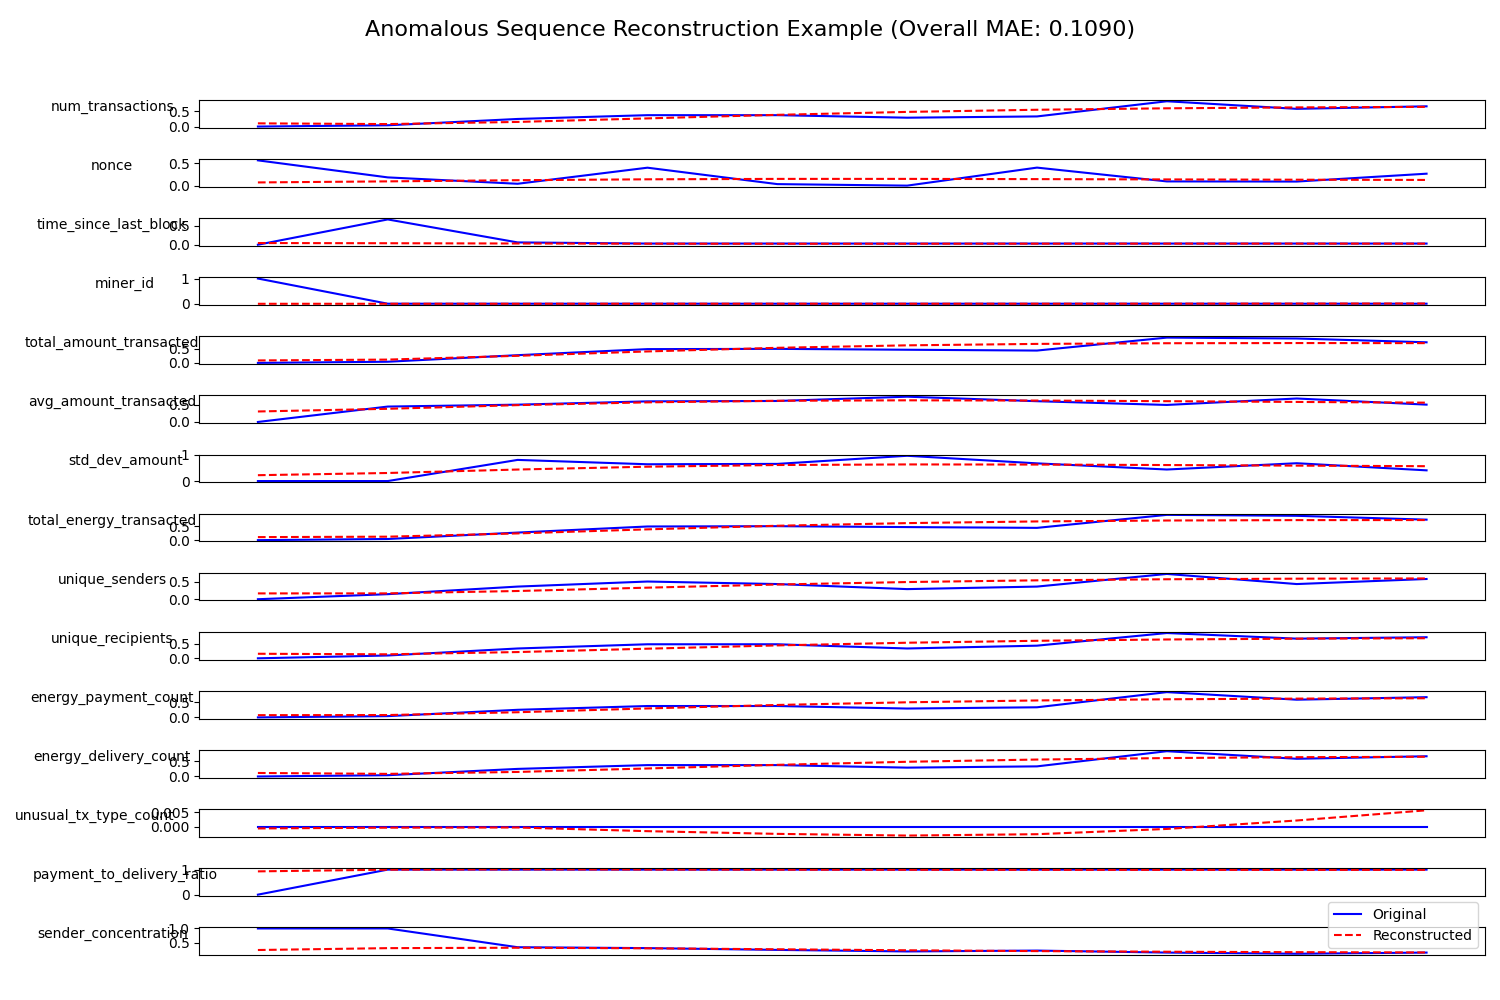 Anomalous Sequence Reconstruction Example (Overall MAE: 0.1090)
num_transactions
0.5
0.0
nonce
0.5
0.0
time_since_last_block
0.5
0.0
miner_id
1
0
total_amount_transacted
0.5
0.0
avg_amount_transacted
0.5
0.0
std_dev_amount
1
0
total_energy_transacted
0.5
0.0
unique_senders
0.5
0.0
unique_recipients
0.5
0.0
energy_payment_count
0.5
0.0
energy_delivery_count
0.5
0.0
unusual_tx_type_count
0.005
0.000
payment_to_delivery_ratio
1
0
sender_concentration
1.0
0.5
Original
Reconstructed